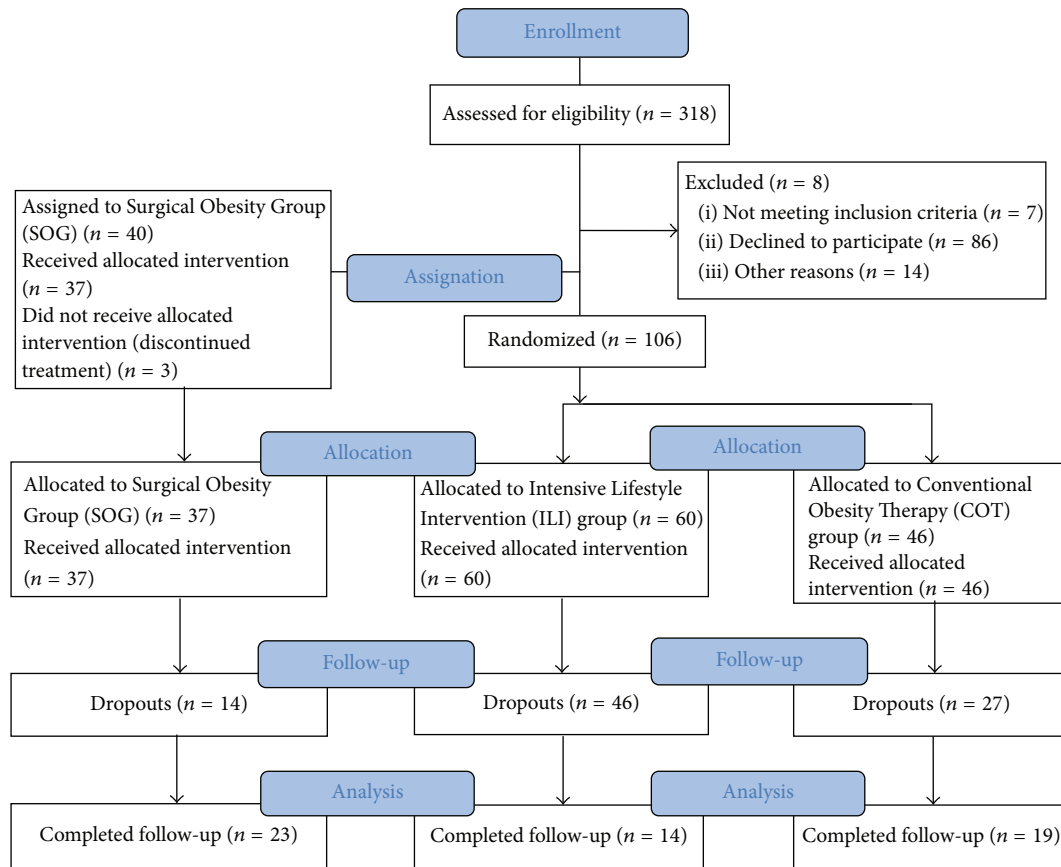 Enrollment
Assessed for eligibility (n = 318)
Excluded (n = 8)
(i) Not meeting inclusion criteria (n = 7)
(ii) Declined to participate (n = 86)
(iii) Other reasons (n = 14)
Assigned to Surgical Obesity Group
(SOG) (n = 40)
Received allocated intervention
(n = 37)
Did not receive allocated
intervention (discontinued
treatment) (n = 3)
Assignation
Randomized (n = 106)
Allocation
Allocation
Allocated to Surgical Obesity
Group (SOG) (n = 37)
Received allocated intervention
(n = 37)
Allocated to Intensive Lifestyle
Intervention (ILI) group (n = 60)
Received allocated intervention
(n = 60)
Allocated to Conventional
Obesity Therapy (COT)
group (n = 46)
Received allocated
intervention (n = 46)
Follow-up
Follow-up
Dropouts (n = 14)
Dropouts (n = 46)
Dropouts (n = 27)
Analysis
Analysis
Completed follow-up (n = 23)
Completed follow-up (n = 14)
Completed follow-up (n = 19)